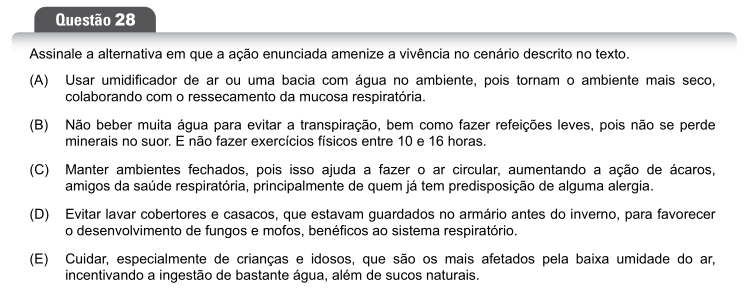 Questão 28
Assinale a alternativa em que a ação enunciada amenize a vivência no cenário descrito no texto.
(A) Usar umidificador de ar ou uma bacia com água no ambiente, pois tornam o ambiente mais seco,
colaborando com o ressecamento da mucosa respiratória.
(B) Não beber muita água para evitar a transpiração, bem como fazer refeições leves, pois não se perde
minerais no suor. E não fazer exercícios físicos entre 10 e 16 horas.
(C) Manter ambientes fechados, pois isso ajuda a fazer o ar circular, aumentando a ação de ácaros,
amigos da saúde respiratória, principalmente de quem já tem predisposição de alguma alergia.
(D) Evitar lavar cobertores e casacos, que estavam guardados no armário antes do inverno, para favorecer
o desenvolvimento de fungos e mofos, benéficos ao sistema respiratório.
(E) Cuidar, especialmente de crianças e idosos, que são os mais afetados pela baixa umidade do ar,
incentivando a ingestão de bastante água, além de sucos naturais.